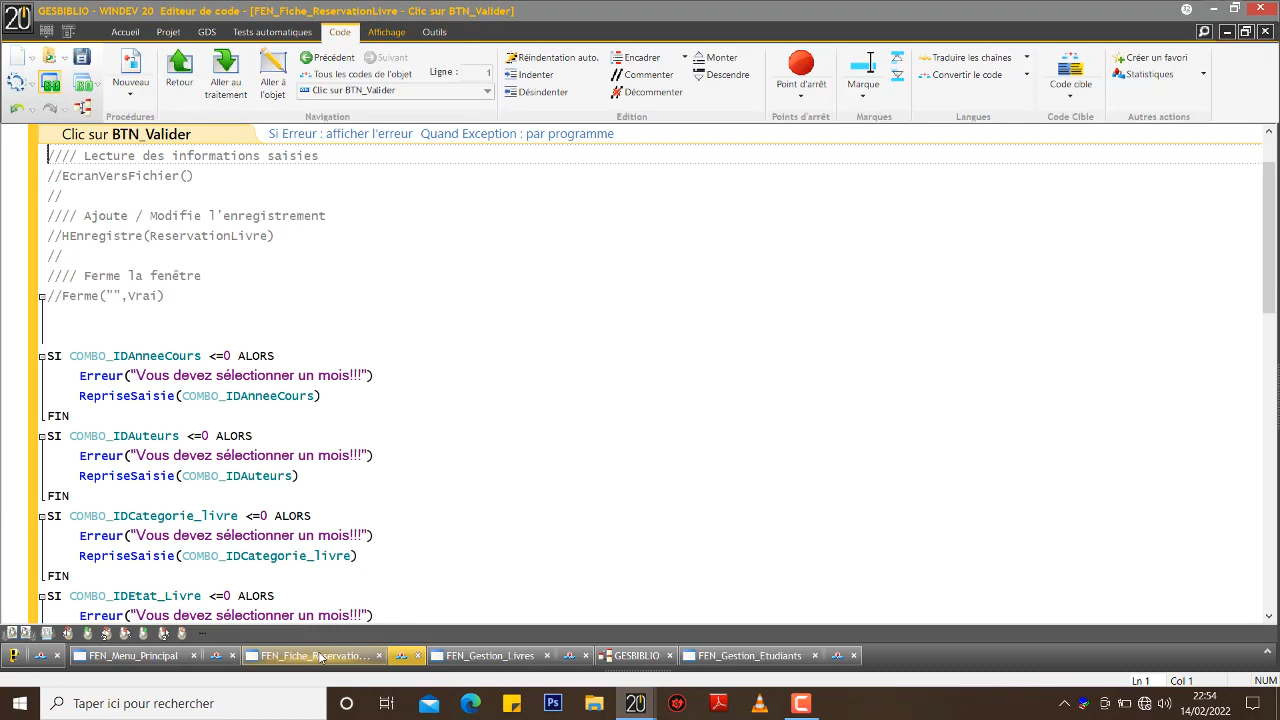 20 GESBIBLIO - WINDEV 20 Editeur de code - [FEN_Fiche_ReservationLivre - Clic sur BTN_Valider] 32
Accueil Projet GDS Tests automatiques Code Affichage Outils
Nouveau
Procédures
Retour
Aller au traitement
Aller à l'objet
Précédent Suivant Ligne : 1
Tous les codes de l'objet
Clic sur BTN_Valider
Navigation
Réindentation auto. Encadrer Monter
Indenter Commenter Descendre
Désindenter Décommenter
Edition
Point d'arrêt
Points d'arrêt
Marque
Marques
Traduire les chaînes
Convertir le code
Langues
Code cible
Code Cible
Créer un favori
Statistiques
Autres actions
Clic sur BTN_Valider Si Erreur : afficher l'erreur Quand Exception : par programme
//// Lecture des informations saisies
//EcranVersFichier()
//
//// Ajoute / Modifie l'enregistrement
//HEnregistre(ReservationLivre)
//
//// Ferme la fenêtre
//Ferme("",Vrai)
SI COMBO_IDAnneeCours <=0 ALORS
Erreur("Vous devez sélectionner un mois!!!")
RepriseSaisie(COMBO_IDAnneeCours)
FIN
SI COMBO_IDAuteurs <=0 ALORS
Erreur("Vous devez sélectionner un mois!!!")
RepriseSaisie(COMBO_IDAuteurs)
FIN
SI COMBO_IDCategorie_livre <=0 ALORS
Erreur("Vous devez sélectionner un mois!!!")
RepriseSaisie(COMBO_IDCategorie_livre)
FIN
SI COMBO_IDEtat_Livre <=0 ALORS
Erreur("Vous devez sélectionner un mois!!!")
FEN_Menu_Principal FEN_Fiche_Reservatio... FEN_Gestion_Livres GESBIBLIO FEN_Gestion_Etudiants
Ln 1 Col 1 NUM
Taper ici pour rechercher Ps 20 22:54
14/02/2022